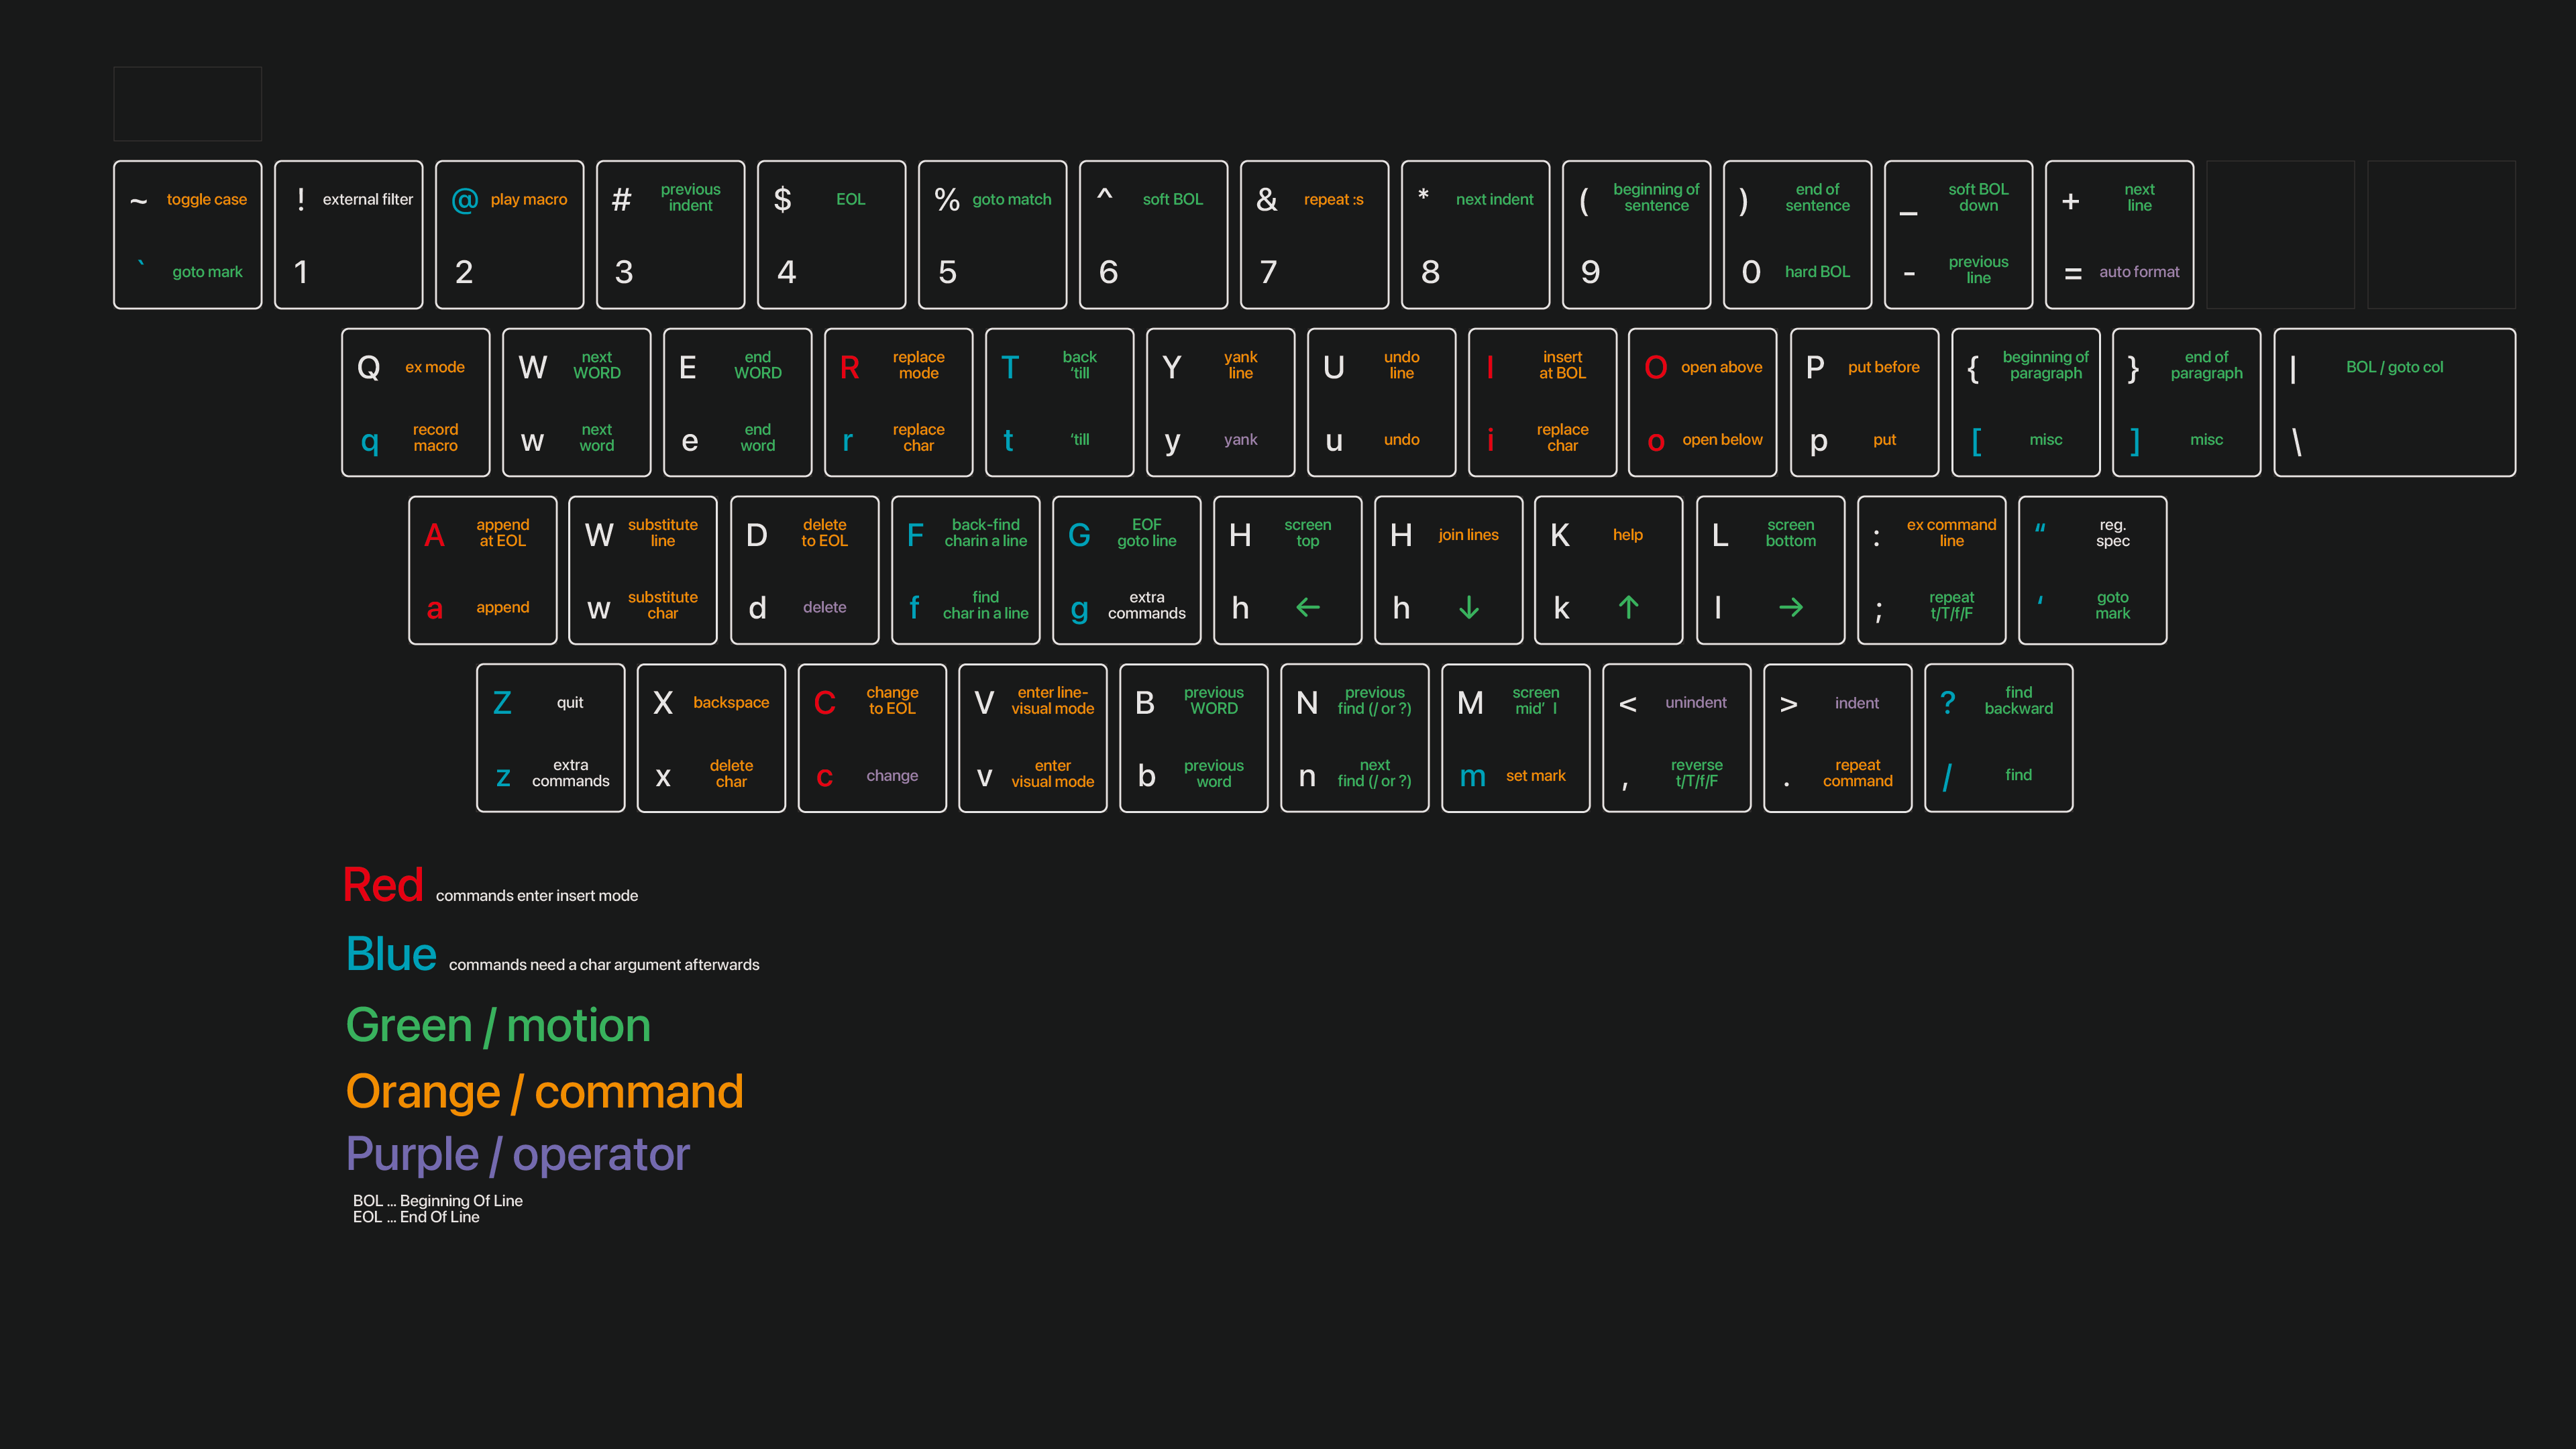 ~ toggle case
` goto mark
! external filter
1
@ play macro
2
# previous
indent
3
$ EOL
4
% goto match
5
^ soft BOL
6
& repeat :s
7
* next indent
8
( beginning of
sentence
9
) end of
sentence
0 hard BOL
_ soft BOL
down
- previous
line
+ next
line
= auto format
Q ex mode
q record
macro
W next
WORD
w next
word
E end
WORD
e end
word
R replace
mode
r replace
char
T back
‘till
t ‘till
Y yank
line
y yank
U undo
line
u undo
I insert
at BOL
i replace
char
O open above
o open below
P put before
p put
{ beginning of
paragraph
[ misc
} end of
paragraph
] misc
| BOL / goto col
\
A append
at EOL
a append
W substitute
line
w substitute
char
D delete
to EOL
d delete
F back-find
charin a line
f find
char in a line
G EOF
goto line
g extra
commands
H screen
top
h ←
H join lines
h ↓
K help
k ↑
L screen
bottom
l →
: ex command
line
; repeat
t/T/f/F
“ reg.
spec
‘ goto
mark
Z quit
z extra
commands
X backspace
x delete
char
C change
to EOL
c change
V enter line-
visual mode
v enter
visual mode
B previous
WORD
b previous
word
N previous
find (/ or ?)
n next
find (/ or ?)
M screen
mid’ l
m set mark
< unindent
, reverse
t/T/f/F
> indent
. repeat
command
? find
backward
/ find
Red commands enter insert mode
Blue commands need a char argument afterwards
Green / motion
Orange / command
Purple / operator
BOL ... Beginning Of Line
EOL ... End Of Line